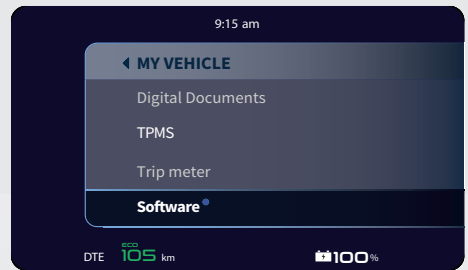 9:15 am
MY VEHICLE
Digital Documents
TPMS
Trip meter
Software
ECO
DTE 105 km 100%